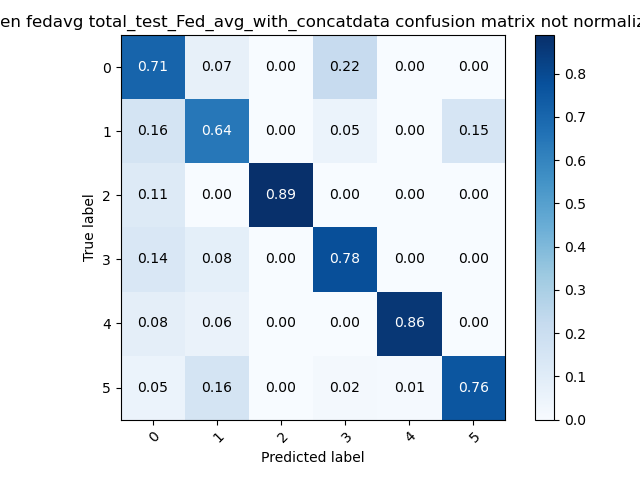 en fedavg total_test_Fed_avg_with_concatdata confusion matrix not normaliz
0 0.71 0.07 0.00 0.22 0.00 0.00
1 0.16 0.64 0.00 0.05 0.00 0.15
2 0.11 0.00 0.89 0.00 0.00 0.00
3 0.14 0.08 0.00 0.78 0.00 0.00
4 0.08 0.06 0.00 0.00 0.86 0.00
5 0.05 0.16 0.00 0.02 0.01 0.76
True label
0 1 2 3 4 5
Predicted label
0.8
0.7
0.6
0.5
0.4
0.3
0.2
0.1
0.0